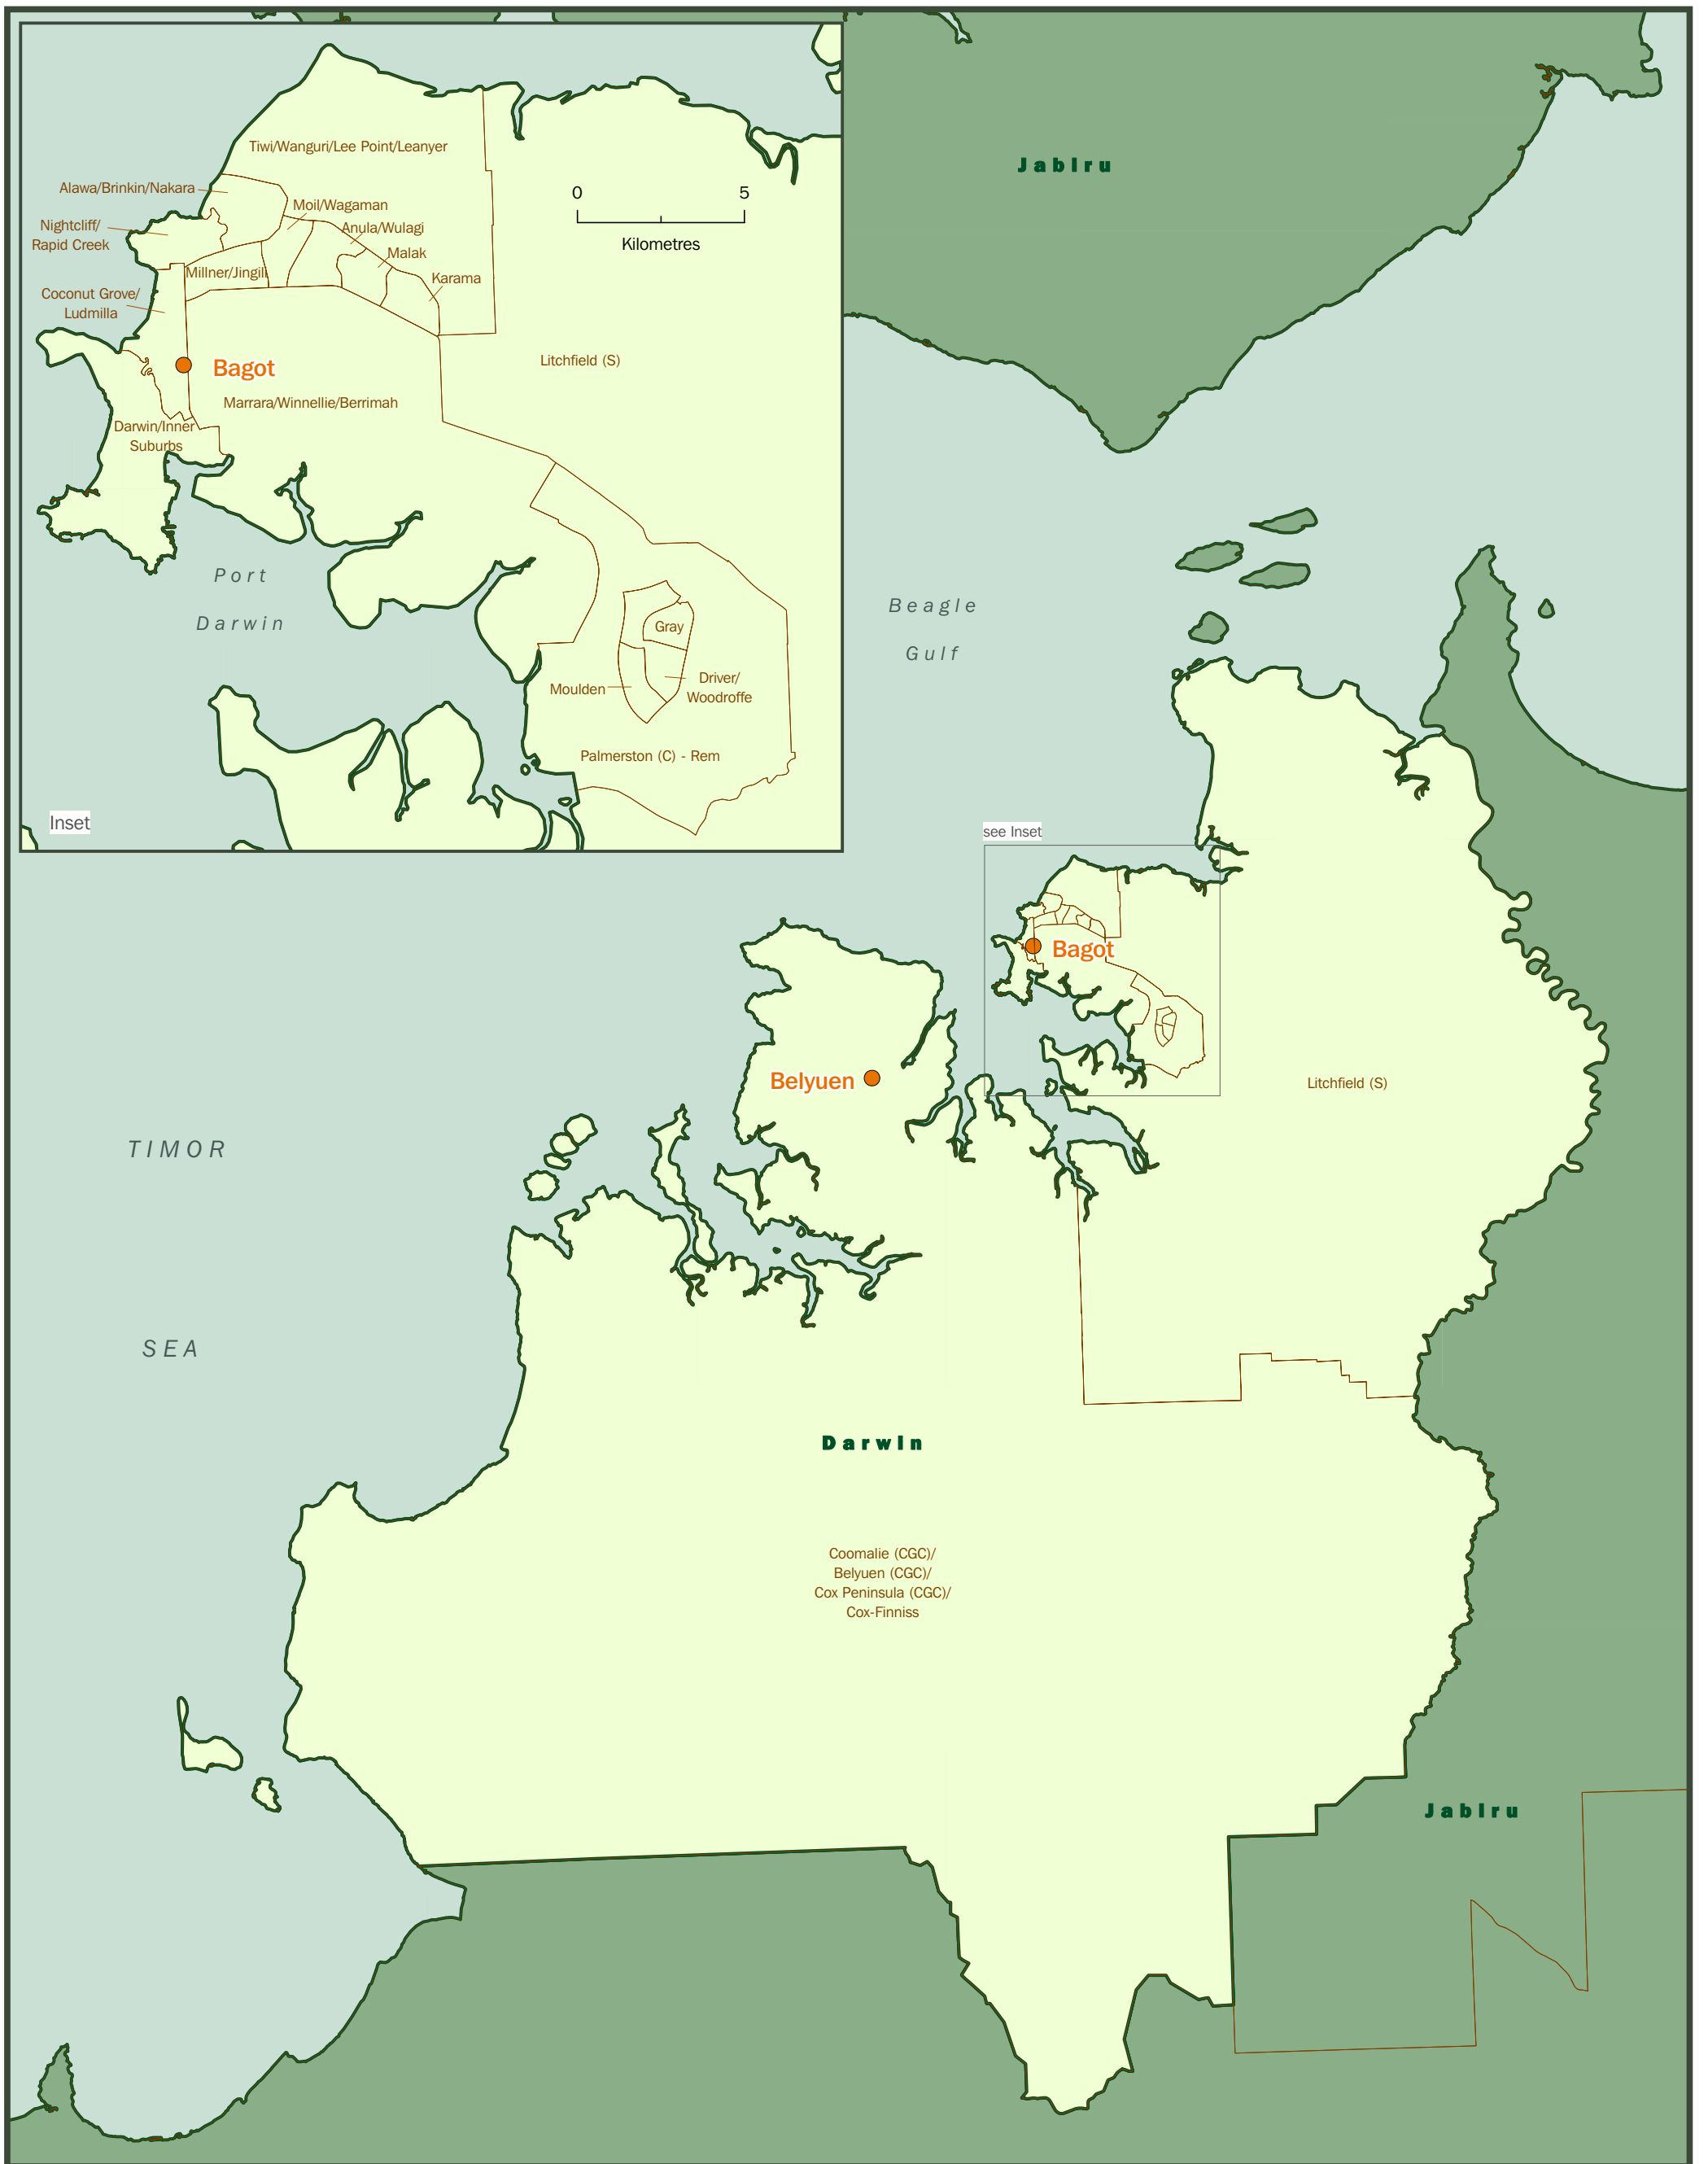 Jabiru
Tiwi/Wanguri/Lee Point/Leanyer
Alawa/Brinkin/Nakara
Moil/Wagaman
Nightcliff/
Rapid Creek
Anula/Wulagi
Malak
Millner/Jingili
Karama
Coconut Grove/
Ludmilla
0 5
Kilometres
Litchfield (S)
Bagot
Marrara/Winnellie/Berrimah
Darwin/Inner
Suburbs
Port
Darwin
Gray
Moulden
Driver/
Woodroffe
Palmerston (C) - Rem
Inset
Beagle
Gulf
see Inset
Bagot
Belyuen
Litchfield (S)
TIMOR
SEA
Darwin
Coomalie (CGC)/
Belyuen (CGC)/
Cox Peninsula (CGC)/
Cox-Finniss
Jabiru